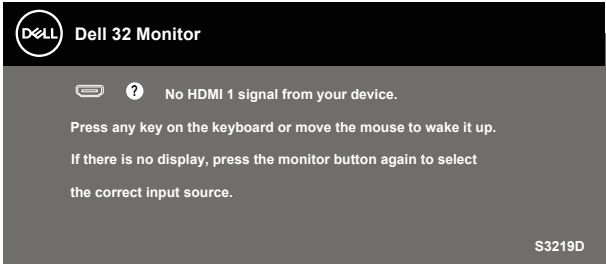 DELL Dell 32 Monitor
? No HDMI 1 signal from your device.
Press any key on the keyboard or move the mouse to wake it up.
If there is no display, press the monitor button again to select
the correct input source.
S3219D